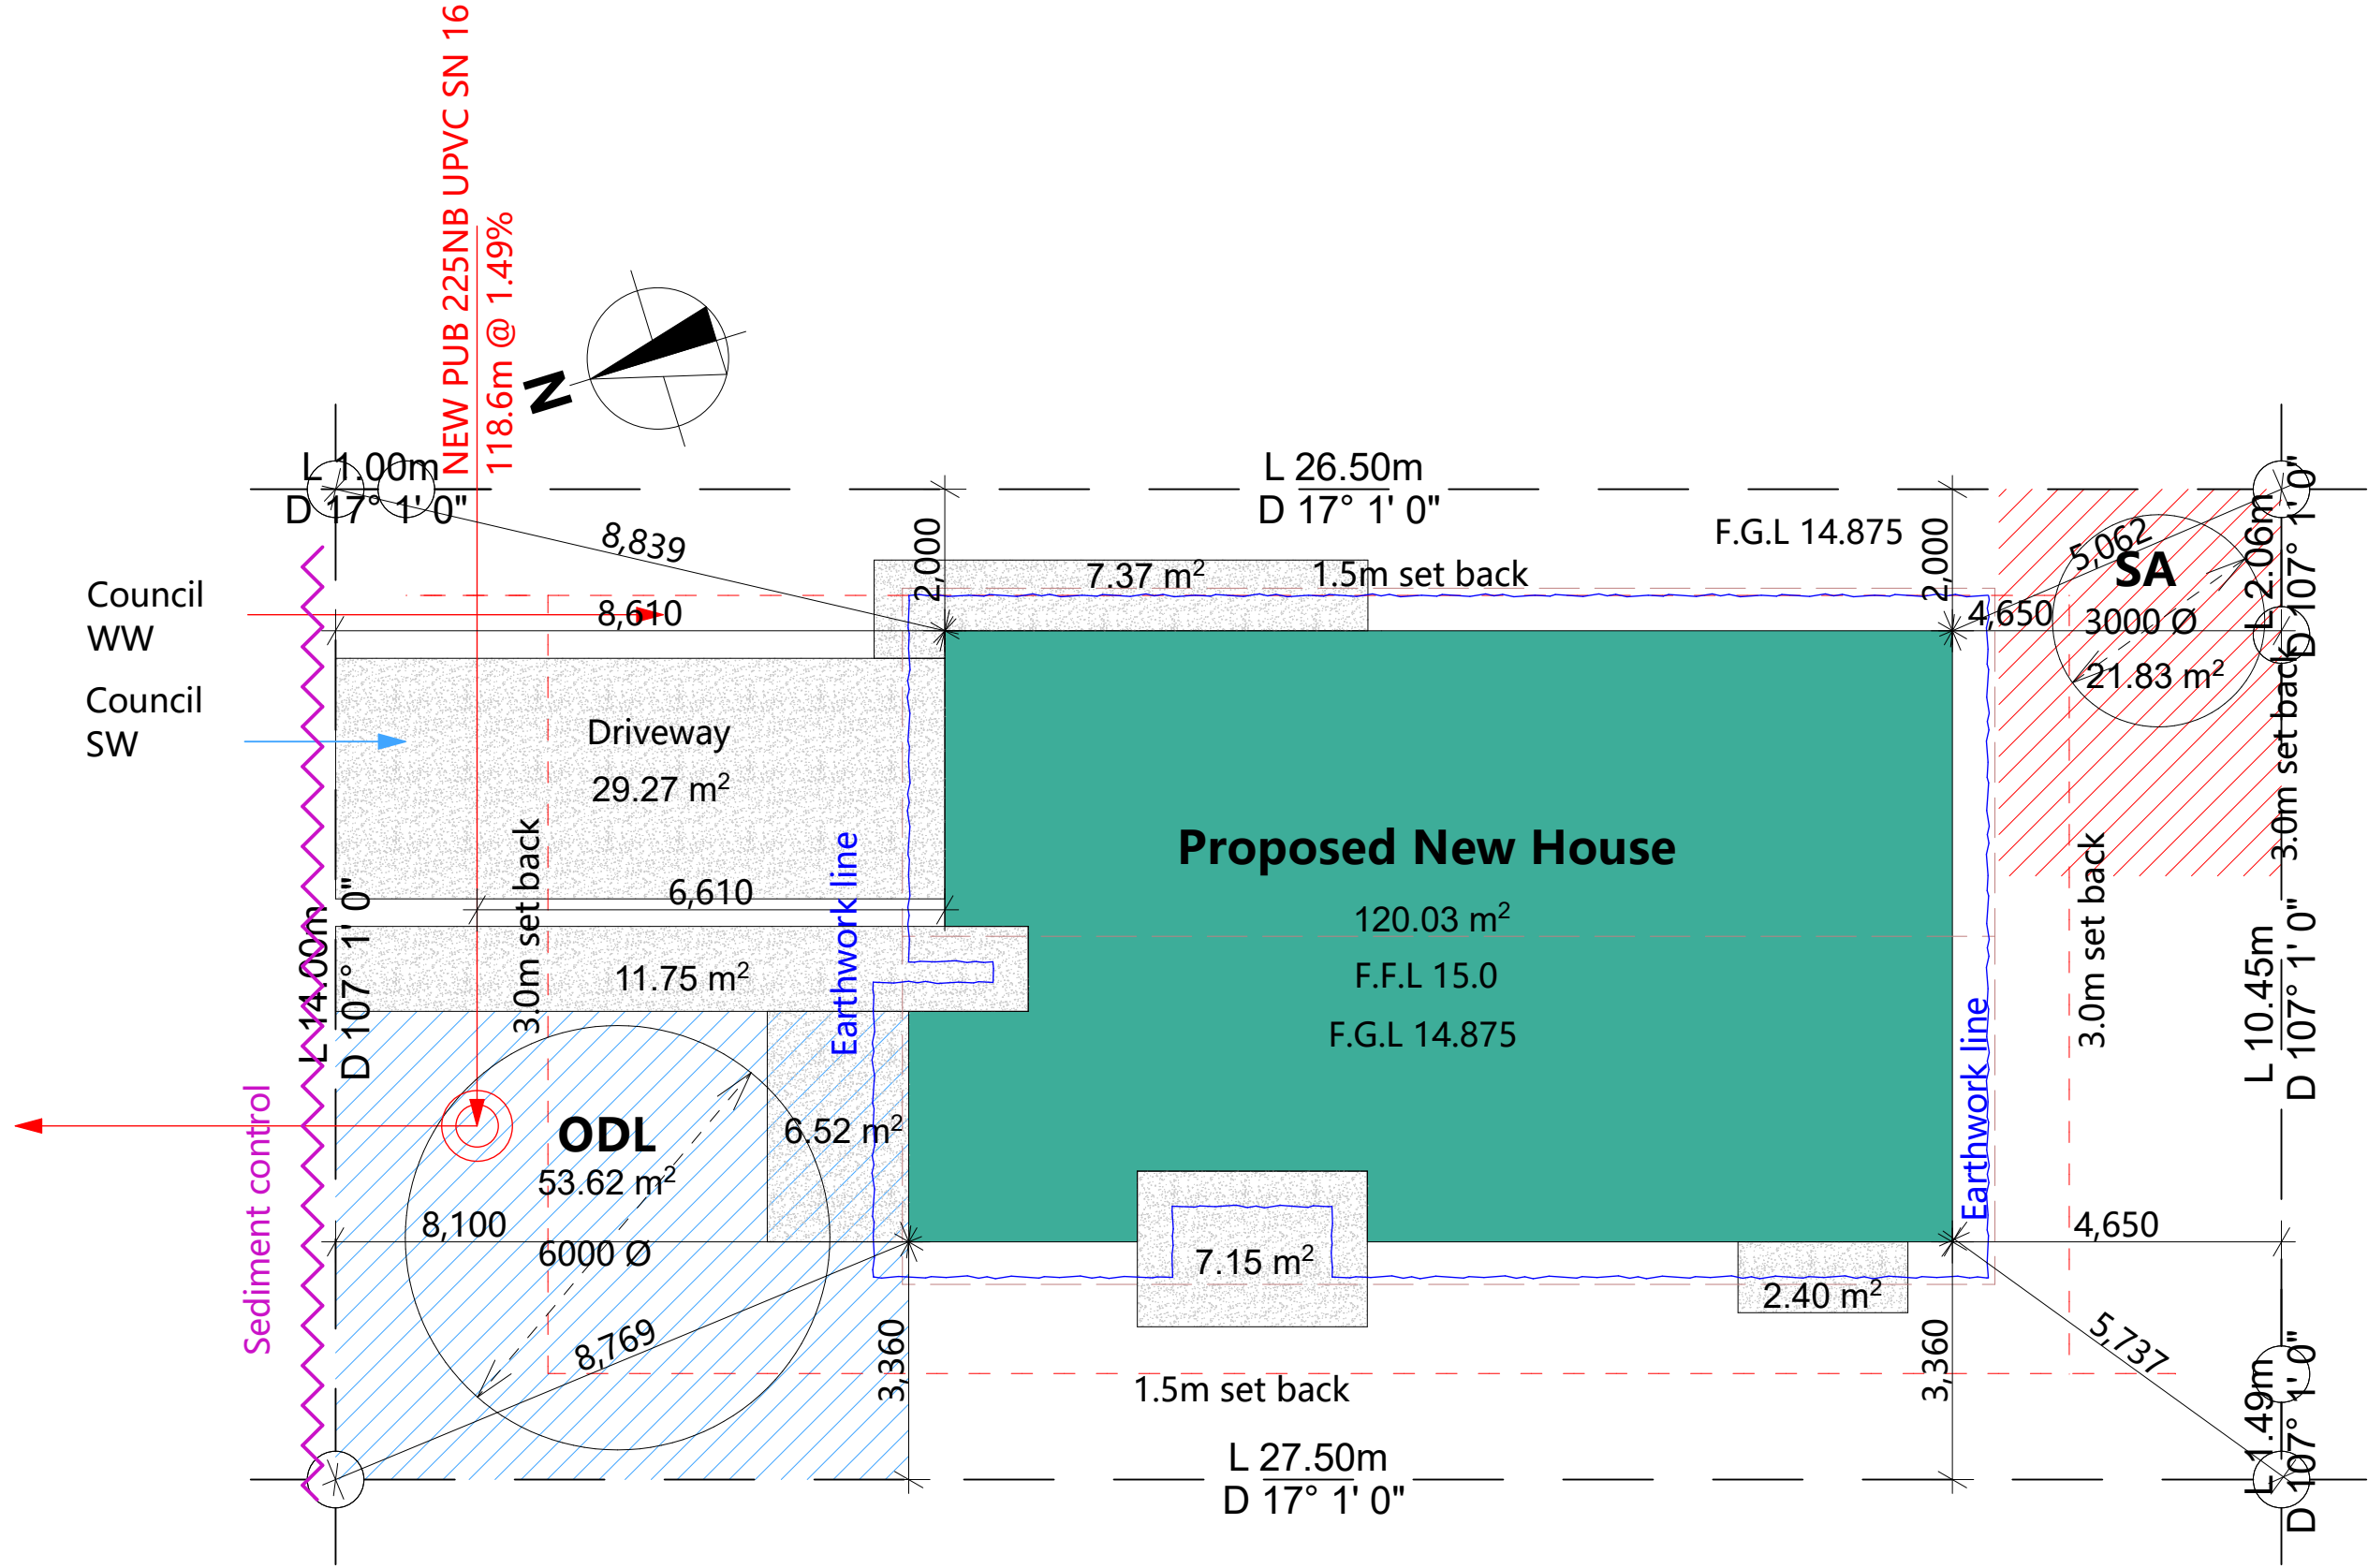 NEW PUB 225NB UPVC SN 16
118.6m @ 1.49%
N
L 1.00m
D 17° 1' 0"
L 26.50m
D 17° 1' 0"
F.G.L 14.875
8,839
2,000
2,000
7.37 m²
1.5m set back
5,062
SA
3000 Ø
21.83 m²
L 2.06m
D 107° 1' 0"
Council
WW
8,610
4,650
Council
SW
Driveway
29.27 m²
3.0m set back
6,610
Earthwork line
Proposed New House
120.03 m²
F.F.L 15.0
F.G.L 14.875
3.0m set back
3.0m set back
L 14.00m
D 107° 1' 0"
11.75 m²
L 10.45m
D 107° 1' 0"
Earthwork line
Sediment control
ODL
53.62 m²
6.52 m²
8,100
6000 Ø
7.15 m²
4,650
2.40 m²
8,769
3,360
3,360
5,737
1.5m set back
L 1.49m
D 107° 1' 0"
L 27.50m
D 17° 1' 0"